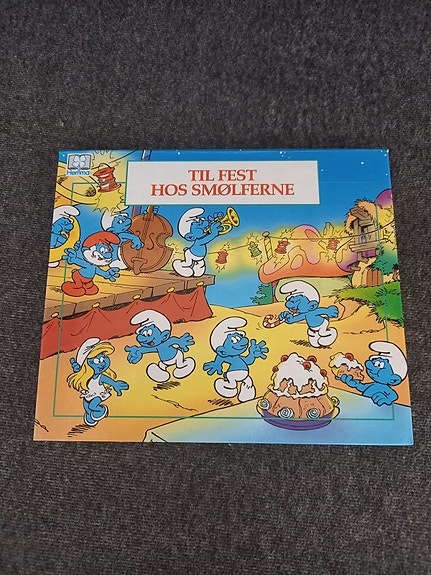 Hemma
TIL FEST
HOS SMØLFERNE